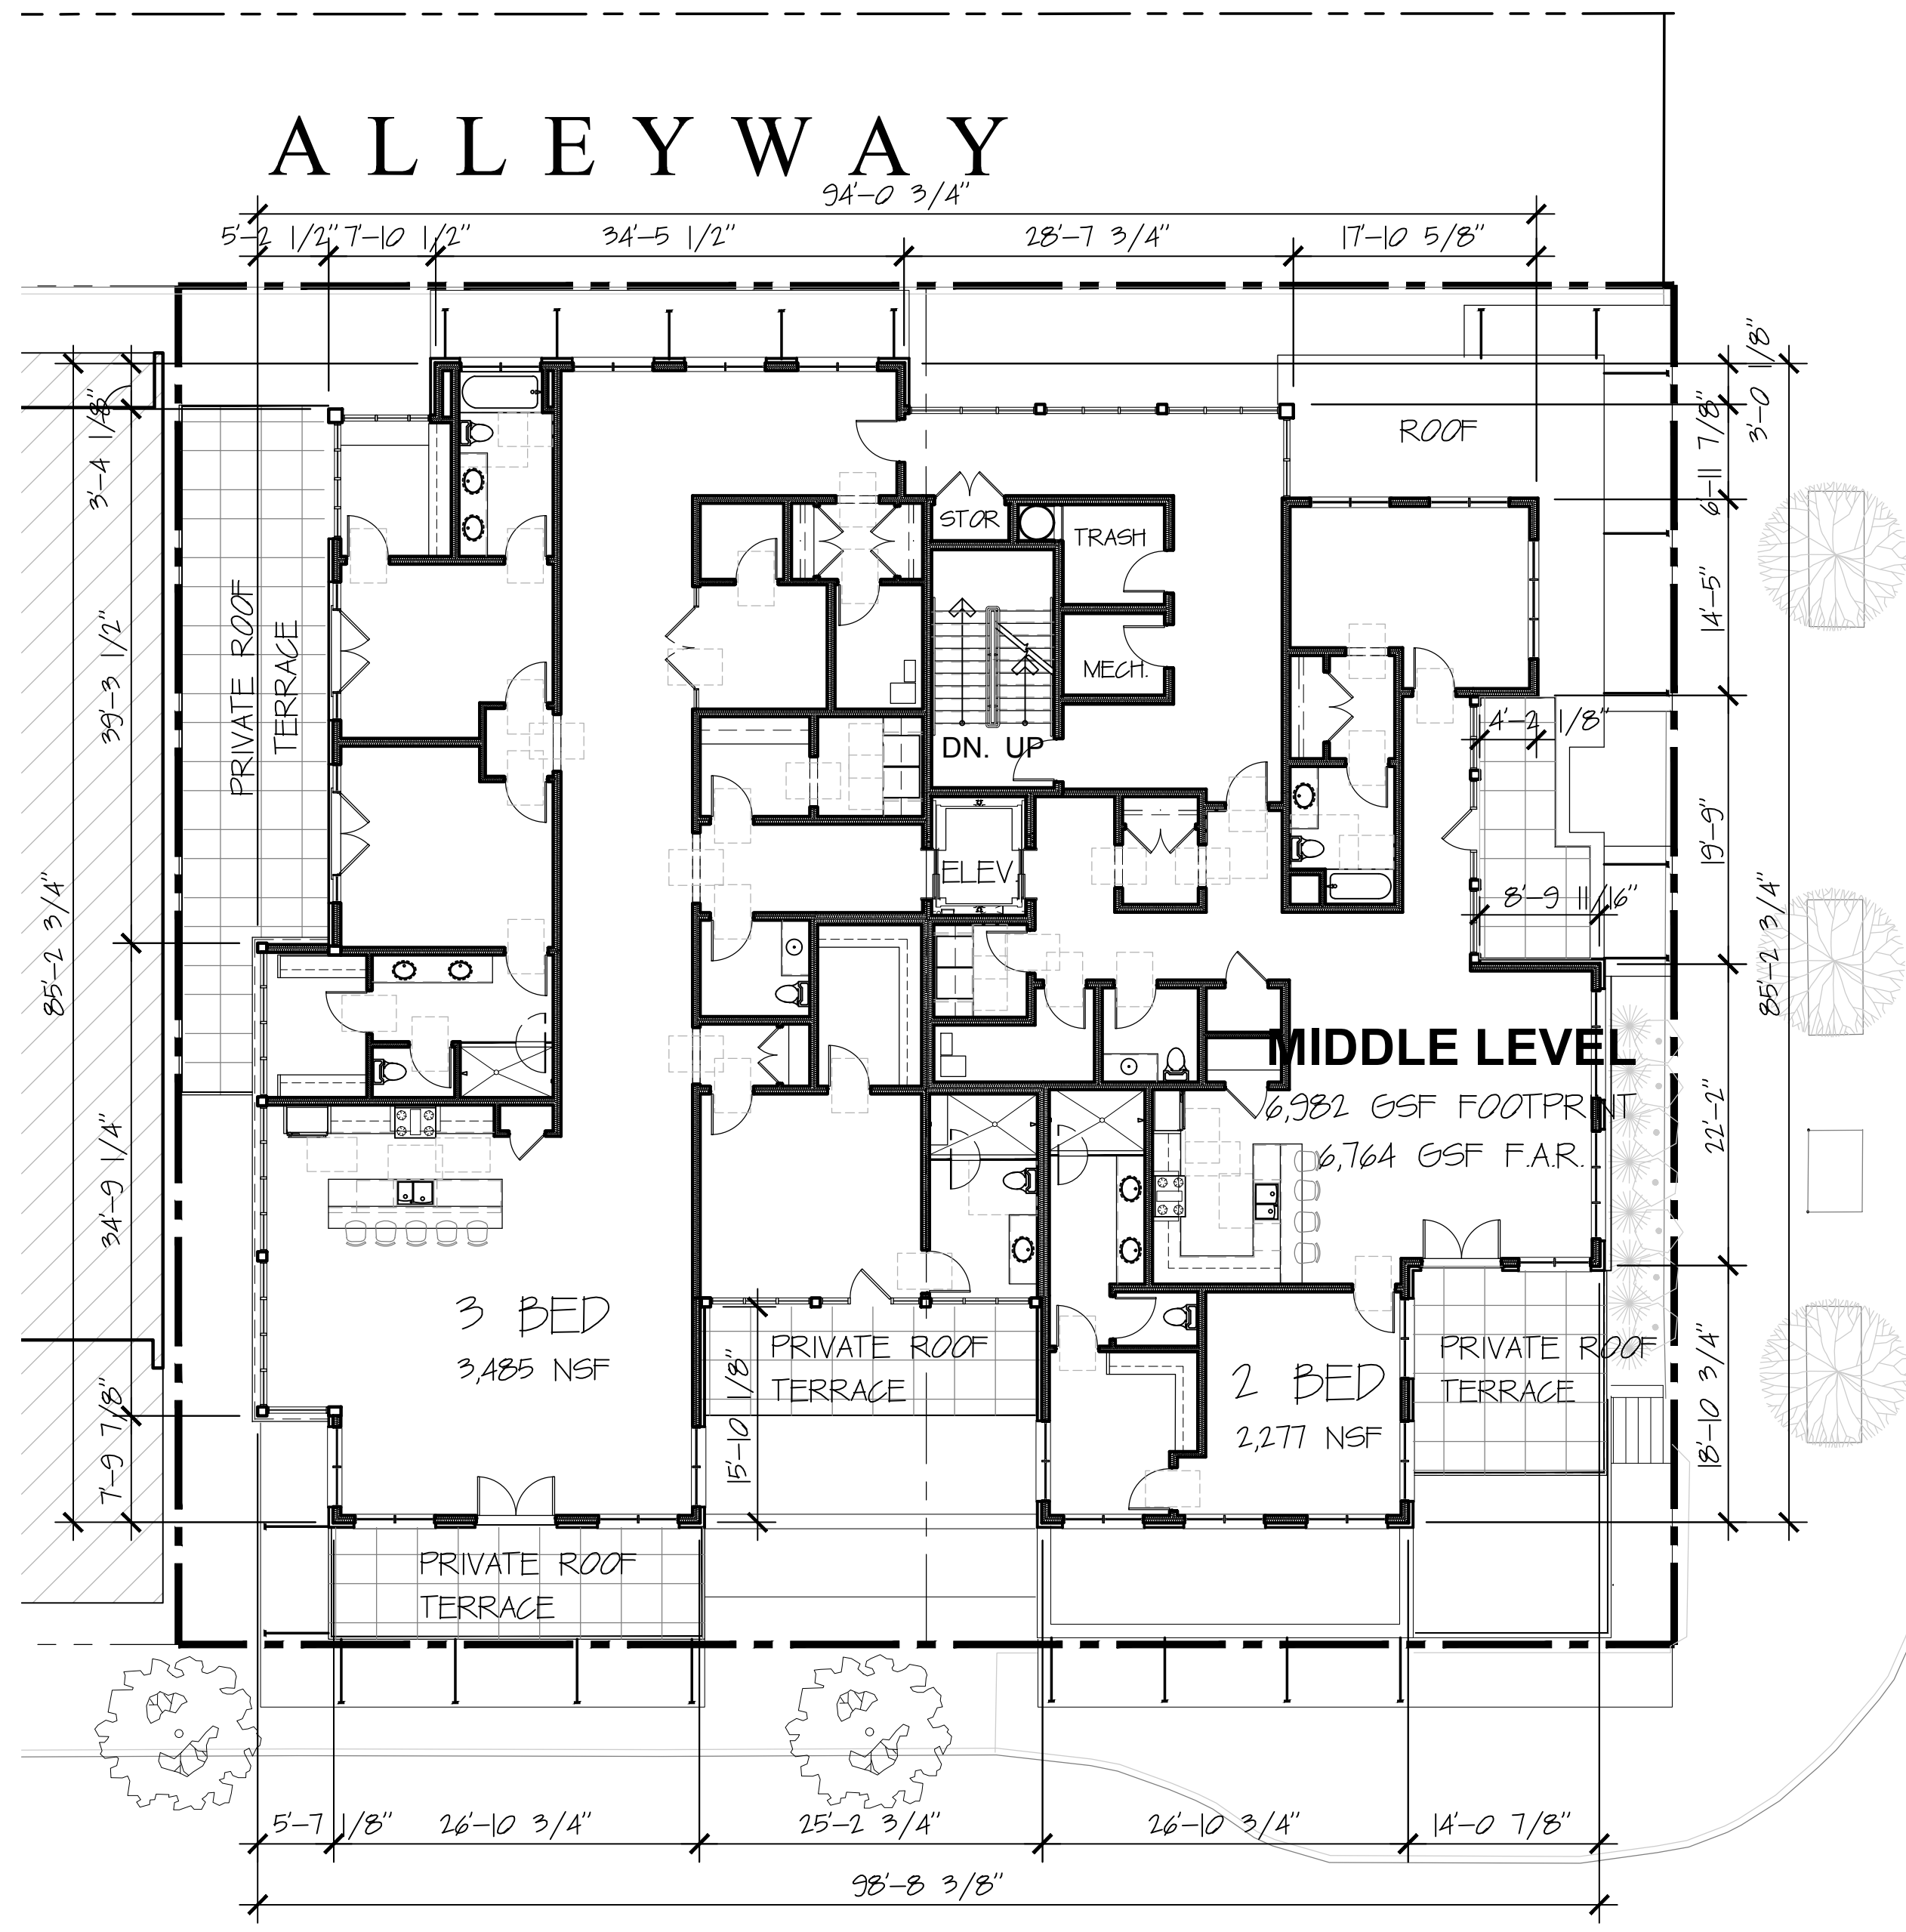 ALLEYWAY
94'-0 3/4"
5'-2 1/2" 7'-10 1/2" 34'-5 1/2" 28'-7 3/4" 17'-10 5/8"
3'-0 1/8"
6'-11 7/8"
3'-4 1/8"
ROOF
STOR
TRASH
14'-5"
MECH.
39'-3 1/2"
PRIVATE ROOF
TERRACE
4'-2 1/8"
DN. UP
19'-9"
ELEV.
8'-9 11/16"
85'-2 3/4"
85'-2 3/4"
MIDDLE LEVEL
6,982 GSF FOOTPRINT
6,764 GSF F.A.R.
22'-2"
34'-9 1/4"
3 BED
3,485 NSF
PRIVATE ROOF
TERRACE
15'-10 1/8"
2 BED
2,277 NSF
PRIVATE ROOF
TERRACE
18'-10 3/4"
7'-9 7/8"
PRIVATE ROOF
TERRACE
5'-7 1/8" 26'-10 3/4" 25'-2 3/4" 26'-10 3/4" 14'-0 7/8"
98'-8 3/8"